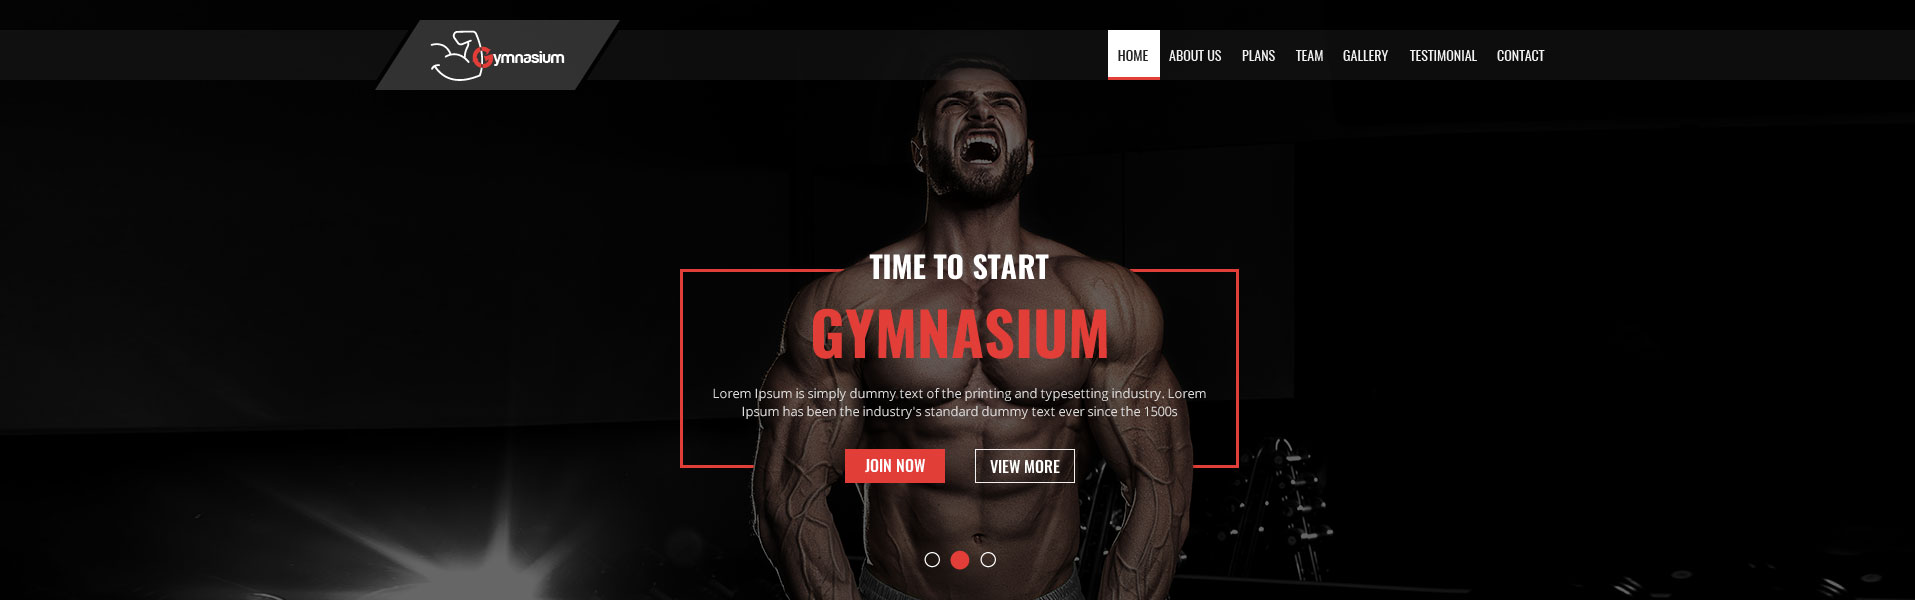 Gymnasium
HOME ABOUT US PLANS TEAM GALLERY TESTIMONIAL CONTACT
TIME TO START
GYMNASIUM
Lorem Ipsum is simply dummy text of the printing and typesetting industry. Lorem
Ipsum has been the industry's standard dummy text ever since the 1500s
JOIN NOW VIEW MORE